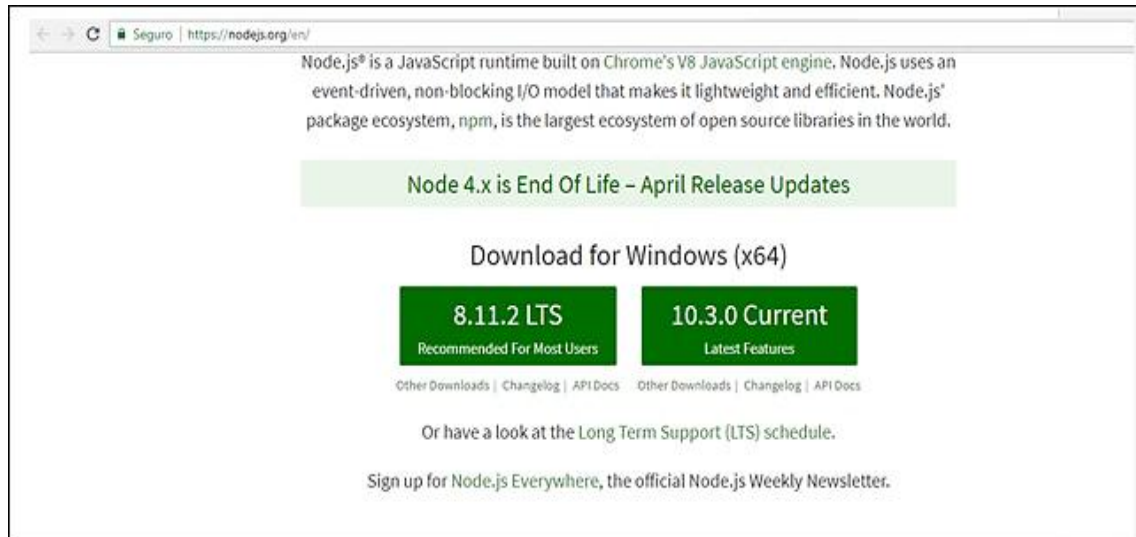 Seguro | https://nodejs.org/en/
Node.js® is a JavaScript runtime built on Chrome's V8 JavaScript engine. Node.js uses an
event-driven, non-blocking I/O model that makes it lightweight and efficient. Node.js'
package ecosystem, npm, is the largest ecosystem of open source libraries in the world.
Node 4.x is End Of Life – April Release Updates
Download for Windows (x64)
8.11.2 LTS
Recommended For Most Users
10.3.0 Current
Latest Features
Other Downloads | Changelog | API Docs
Other Downloads | Changelog | API Docs
Or have a look at the Long Term Support (LTS) schedule.
Sign up for Node.js Everywhere, the official Node.js Weekly Newsletter.